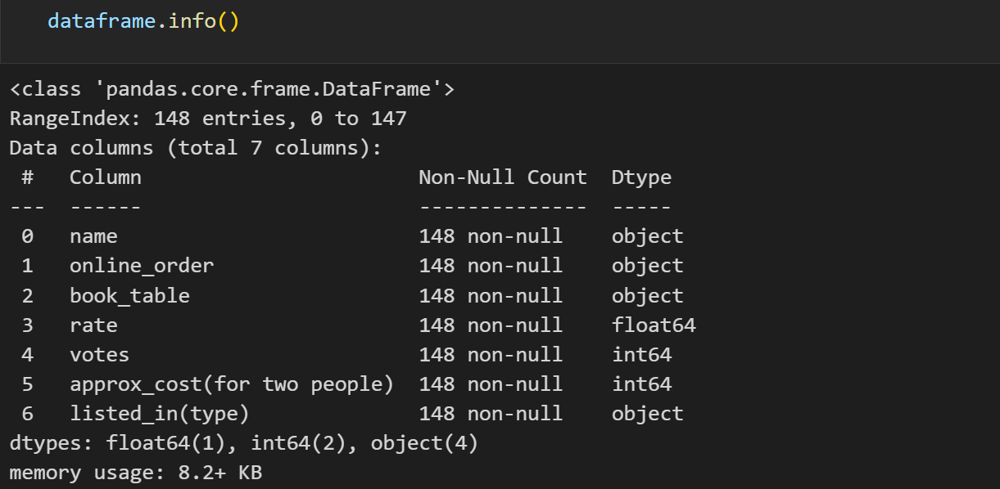 dataframe.info()
<class 'pandas.core.frame.DataFrame'>
RangeIndex: 148 entries, 0 to 147
Data columns (total 7 columns):
 #   Column                       Non-Null Count  Dtype
---  ------                       --------------  -----
 0   name                         148 non-null    object
 1   online_order                 148 non-null    object
 2   book_table                   148 non-null    object
 3   rate                         148 non-null    float64
 4   votes                        148 non-null    int64
 5   approx_cost(for two people)  148 non-null    int64
 6   listed_in(type)              148 non-null    object
dtypes: float64(1), int64(2), object(4)
memory usage: 8.2+ KB